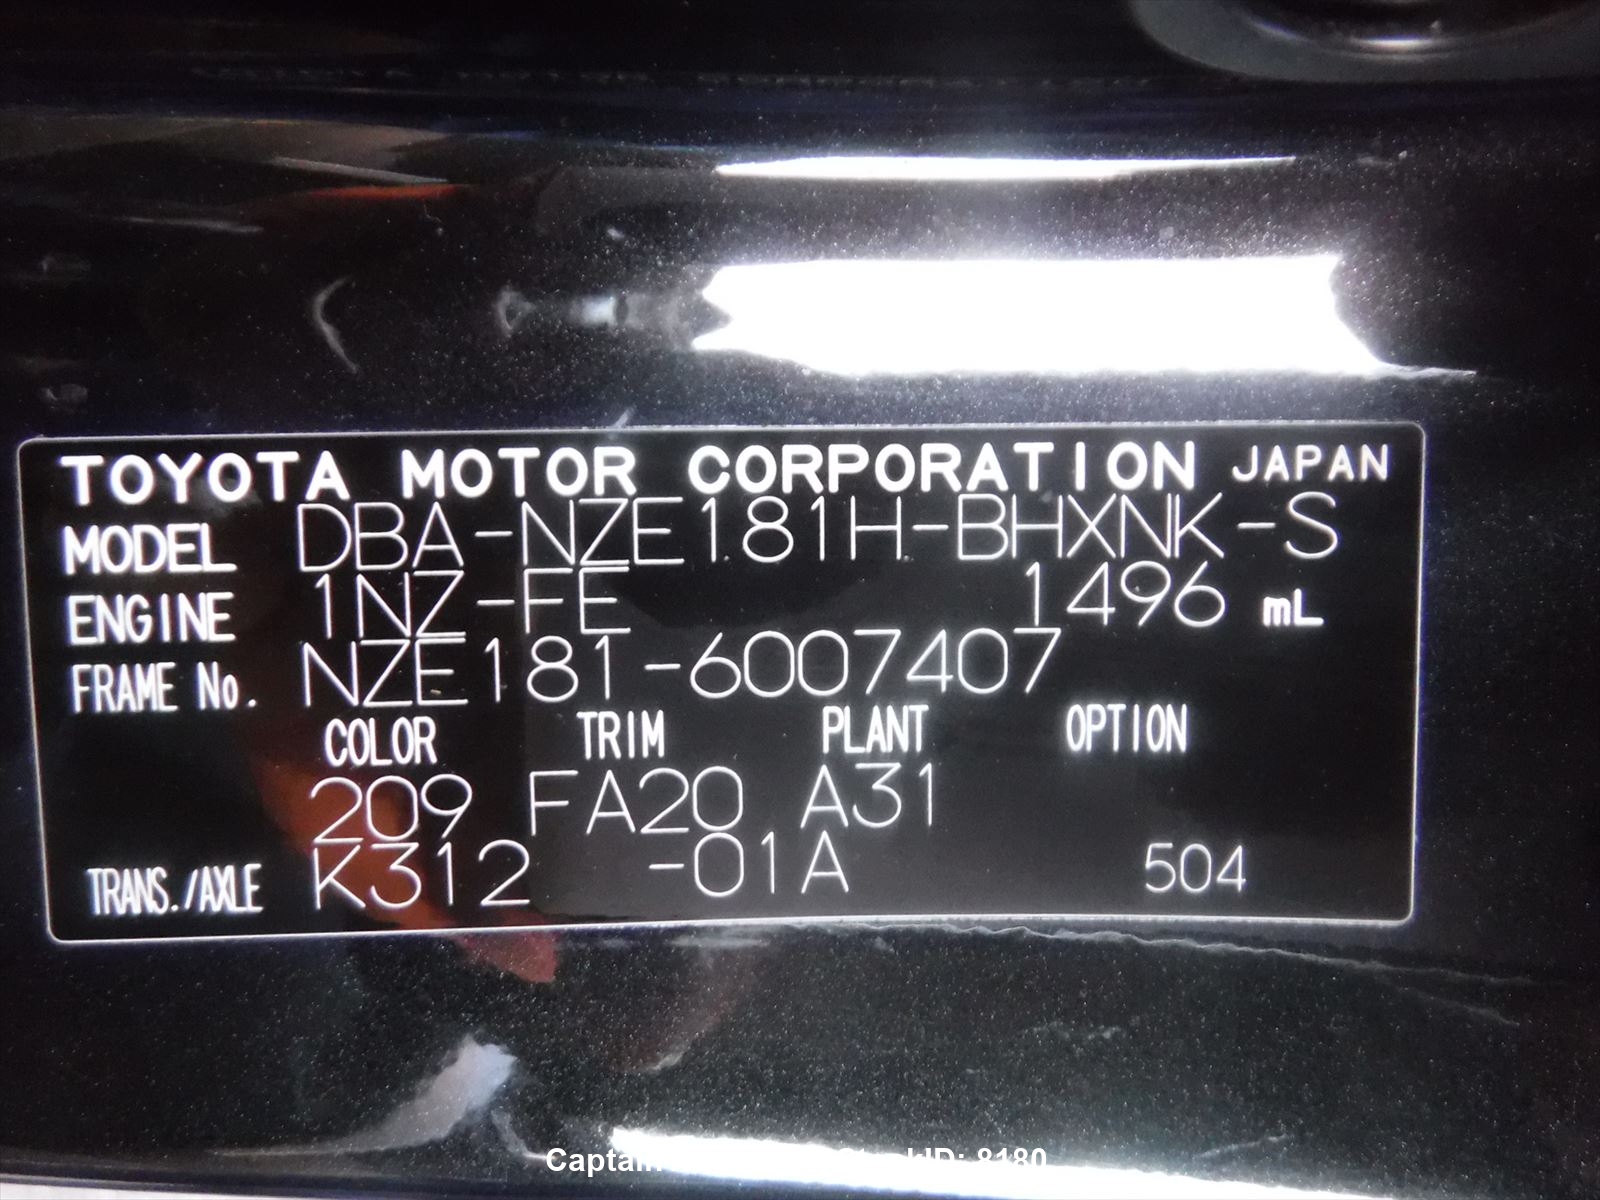 TOYOTA MOTOR CORPORATION JAPAN
MODEL DBA-NZE181H-BHXNK-S
ENGINE 1NZ-FE 1496 mL
FRAME No. NZE181-6007407
COLOR TRIM PLANT OPTION
209 FA20 A31
TRANS./AXLE K312 -01A 504
8180